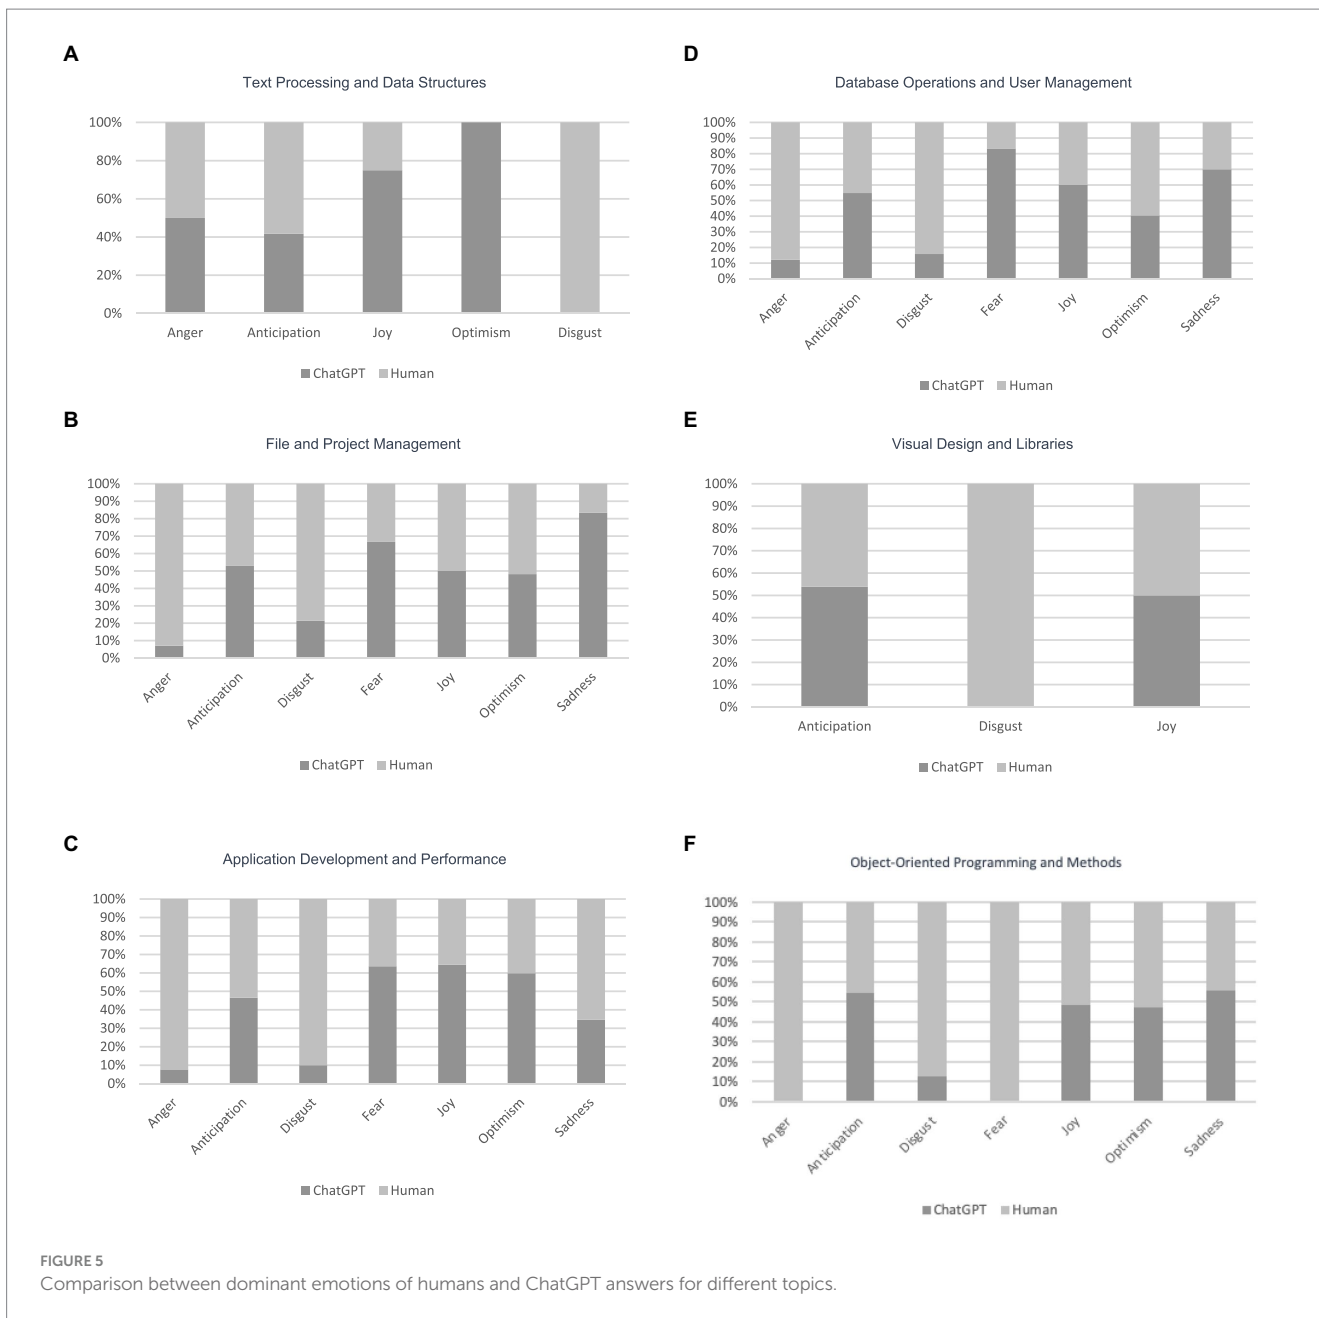 A
Text Processing and Data Structures
100%
80%
60%
40%
20%
0%
Anger Anticipation Joy Optimism Disgust
ChatGPT Human
B
File and Project Management
100%
90%
80%
70%
60%
50%
40%
30%
20%
10%
0%
Anger Anticipation Disgust Fear Joy Optimism Sadness
ChatGPT Human
C
Application Development and Performance
100%
90%
80%
70%
60%
50%
40%
30%
20%
10%
0%
Anger Anticipation Disgust Fear Joy Optimism Sadness
ChatGPT Human
D
Database Operations and User Management
100%
90%
80%
70%
60%
50%
40%
30%
20%
10%
0%
Anger Anticipation Disgust Fear Joy Optimism Sadness
ChatGPT Human
E
Visual Design and Libraries
100%
90%
80%
70%
60%
50%
40%
30%
20%
10%
0%
Anticipation Disgust Joy
ChatGPT Human
F
Object-Oriented Programming and Methods
100%
90%
80%
70%
60%
50%
40%
30%
20%
10%
0%
Anger Anticipation Disgust Fear Joy Optimism Sadness
ChatGPT Human
FIGURE 5
Comparison between dominant emotions of humans and ChatGPT answers for different topics.